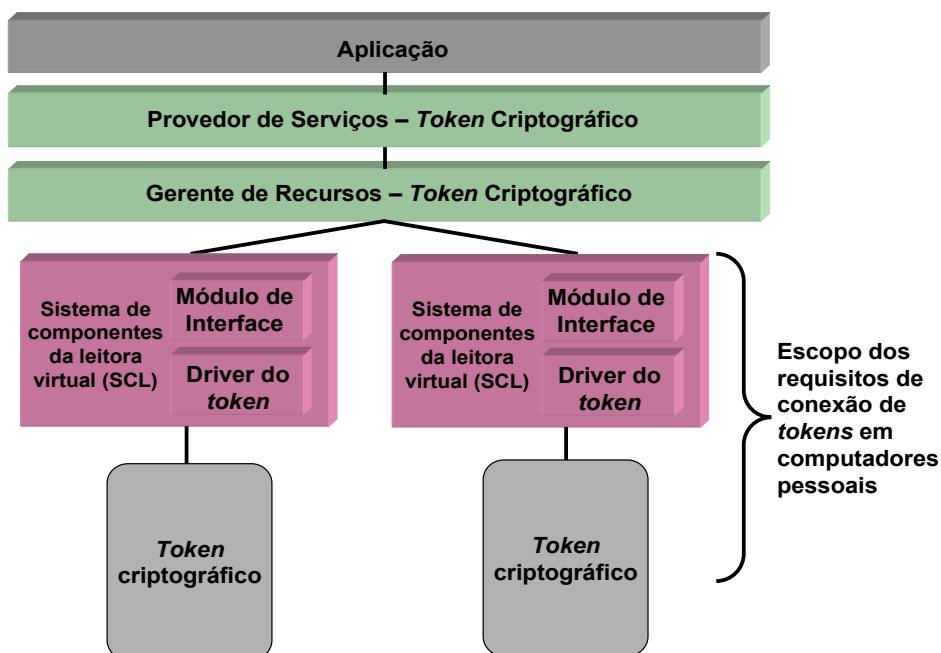 Aplicação
Provedor de Serviços – Token Criptográfico
Gerente de Recursos – Token Criptográfico
Sistema de
componentes
da leitora
virtual (SCL)
Módulo de
Interface
Driver do
token
Sistema de
componentes
da leitora
virtual (SCL)
Módulo de
Interface
Driver do
token
Escopo dos
requisitos de
conexão de
tokens em
computadores
pessoais
Token
criptográfico
Token
criptográfico